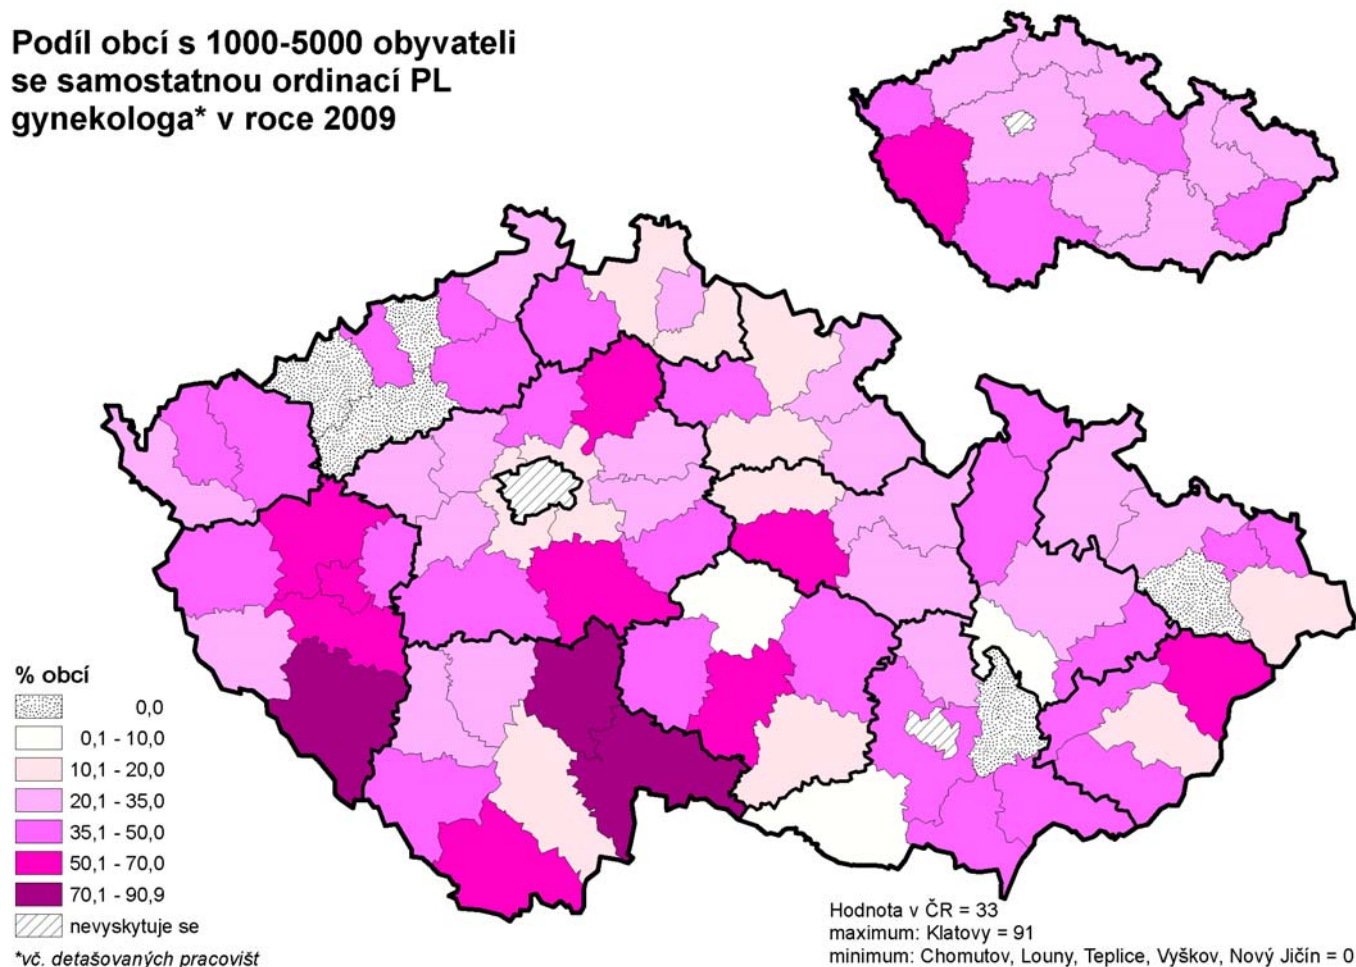 Podíl obcí s 1000-5000 obyvateli
se samostatnou ordinací PL
gynekologa* v roce 2009
% obcí
0,0
0,1 - 10,0
10,1 - 20,0
20,1 - 35,0
35,1 - 50,0
50,1 - 70,0
70,1 - 90,9
nevyskytuje se
*vč. detašovaných pracovišt
Hodnota v ČR = 33
maximum: Klatovy = 91
minimum: Chomutov, Louny, Teplice, Vyškov, Nový Jičín = 0